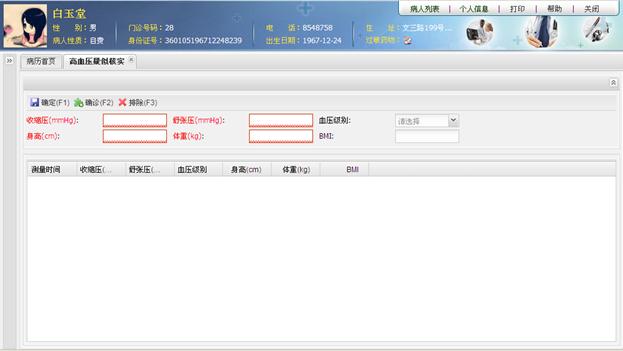 病人列表 | 个人信息 | 打印 | 帮助 | 关闭
白玉堂
性 别：男 门诊号码：28 电 话：8548758 住 址：文三路199号...
病人性质：自费 身份证号：360105196712248239 出生日期：1967-12-24 过敏药物：
病历首页 高血压疑似核实
确定(F1) 确诊(F2) 排除(F3)
收缩压(mmHg): 舒张压(mmHg): 血压级别: 请选择
身高(cm): 体重(kg): BMI:
测量时间 收缩压(... 舒张压(... 血压级别 身高(cm) 体重(kg) BMI